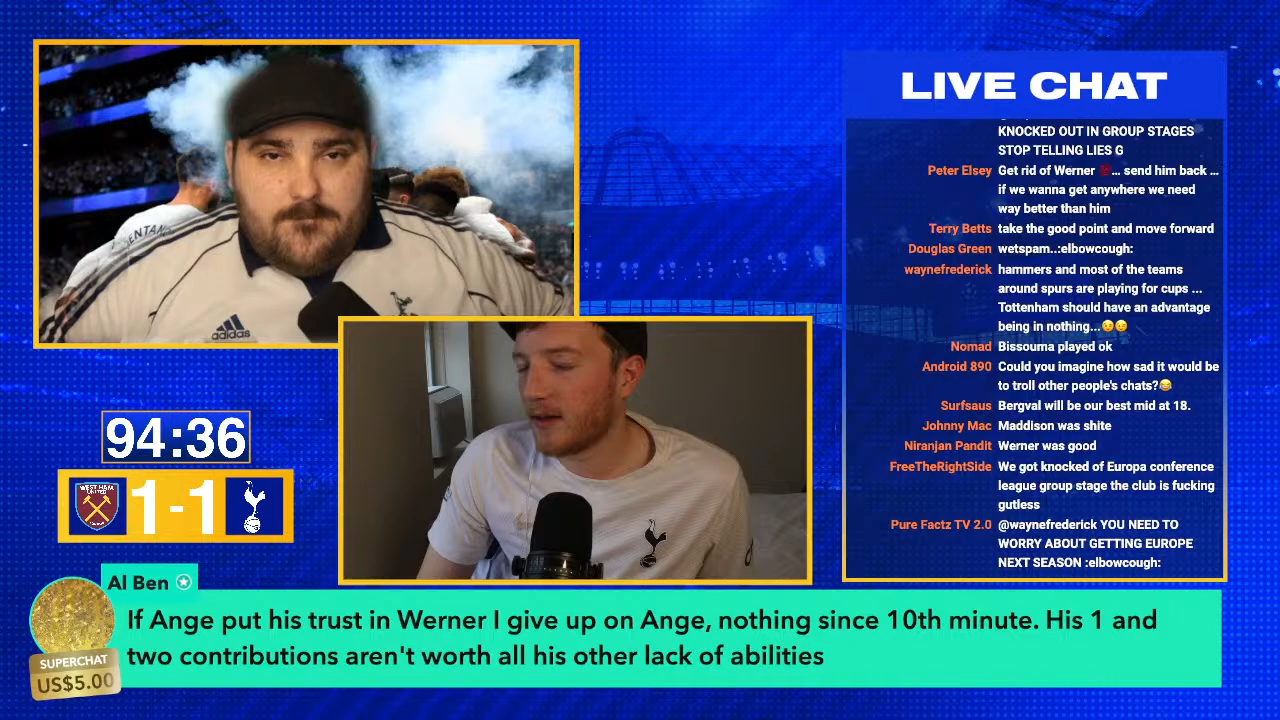 LIVE CHAT
KNOCKED OUT IN GROUP STAGES
STOP TELLING LIES G
Peter Elsey Get rid of Werner 💯... send him back ...
if we wanna get anywhere we need
way better than him
Terry Betts take the good point and move forward
Douglas Green wetspam..:elbowcough:
waynefrederick hammers and most of the teams
around spurs are playing for cups ...
Tottenham should have an advantage
being in nothing...
Nomad Bissouma played ok
Android 890 Could you imagine how sad it would be
to troll other people's chats?😂
Surfsaus Bergval will be our best mid at 18.
Johnny Mac Maddison was shite
Niranjan Pandit Werner was good
FreeTheRightSide We got knocked of Europa conference
league group stage the club is fucking
gutless
Pure Factz TV 2.0 @waynefrederick YOU NEED TO
WORRY ABOUT GETTING EUROPE
NEXT SEASON :elbowcough:
ENTAN
adidas
94:36
WEST HAM
UNITED
1-1
Al Ben
If Ange put his trust in Werner I give up on Ange, nothing since 10th minute. His 1 and
two contributions aren't worth all his other lack of abilities
SUPERCHAT
US$5.00